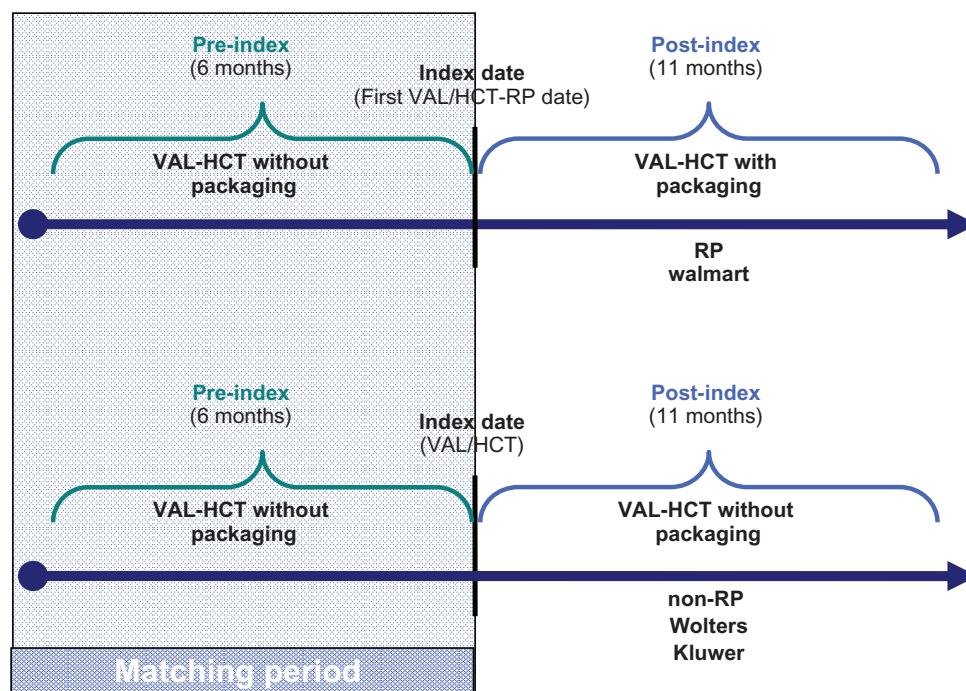 Pre-index
(6 months)
Index date
(First VAL/HCT-RP date)
Post-index
(11 months)
VAL-HCT without
packaging
VAL-HCT with
packaging
RP
walmart
Pre-index
(6 months)
Index date
(VAL/HCT)
Post-index
(11 months)
VAL-HCT without
packaging
VAL-HCT without
packaging
non-RP
Wolters
Kluwer
Matching period